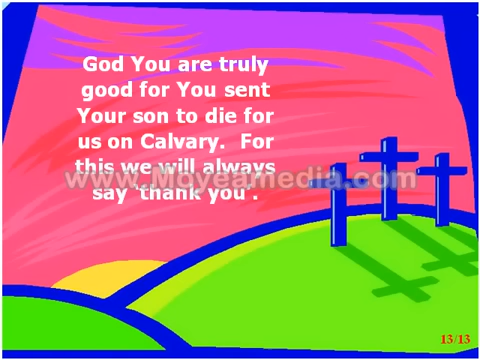 God You are truly
good for You sent
Your son to die for
us on Calvary.  For
this we will always
www.Moyeamedia.com
say "thank you".
13/13